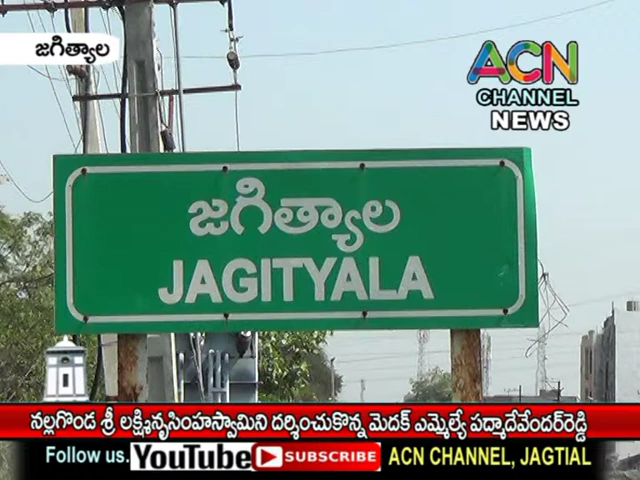 జగిత్యాల
ACN
CHANNEL
NEWS
జగిత్యాల
JAGITYALA
నల్లగొండ శ్రీ లక్ష్మినృసింహస్వామిని దర్శించుకొన్న మెదక్ ఎమ్మెల్యే పద్మాదేవేందర్‌రెడ్డి
Follow us. YouTube SUBSCRIBE ACN CHANNEL, JAGTIAL